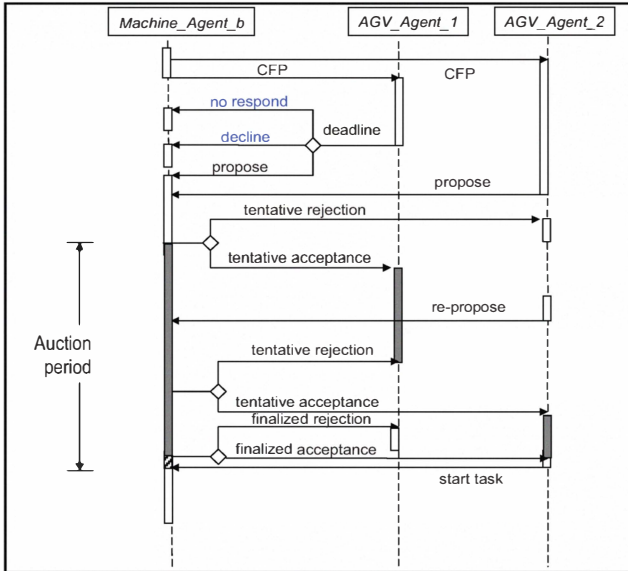 Machine_Agent_b
AGV_Agent_1
AGV_Agent_2
CFP
CFP
no respond
deadline
decline
propose
propose
tentative rejection
tentative acceptance
re-propose
Auction
period
tentative rejection
tentative acceptance
finalized rejection
finalized acceptance
start task